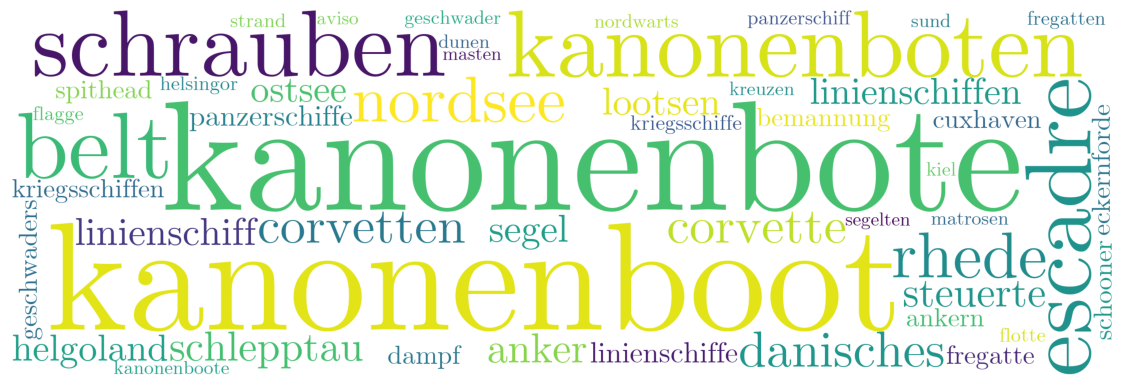 strand aviso geschwader nordwarts panzerschiff sund fregatten
schrauben dunen masten kanonenboten
spithead helsingor ostsee nordsee lootsen kreuzen linienschiffen
flagge panzerschiffe kriegsschiffe bemannung cuxhaven
belt kanonenbote kiel escadre
kriegsschiffen eckernforde
linienschiff corvetten segel corvette segelten matrosen
geschwaders kanonenboot rhede
steuerte schooner
ankern
helgoland schlepptau dampf anker linienschiffe danisches fregatte flotte
kanonenboote